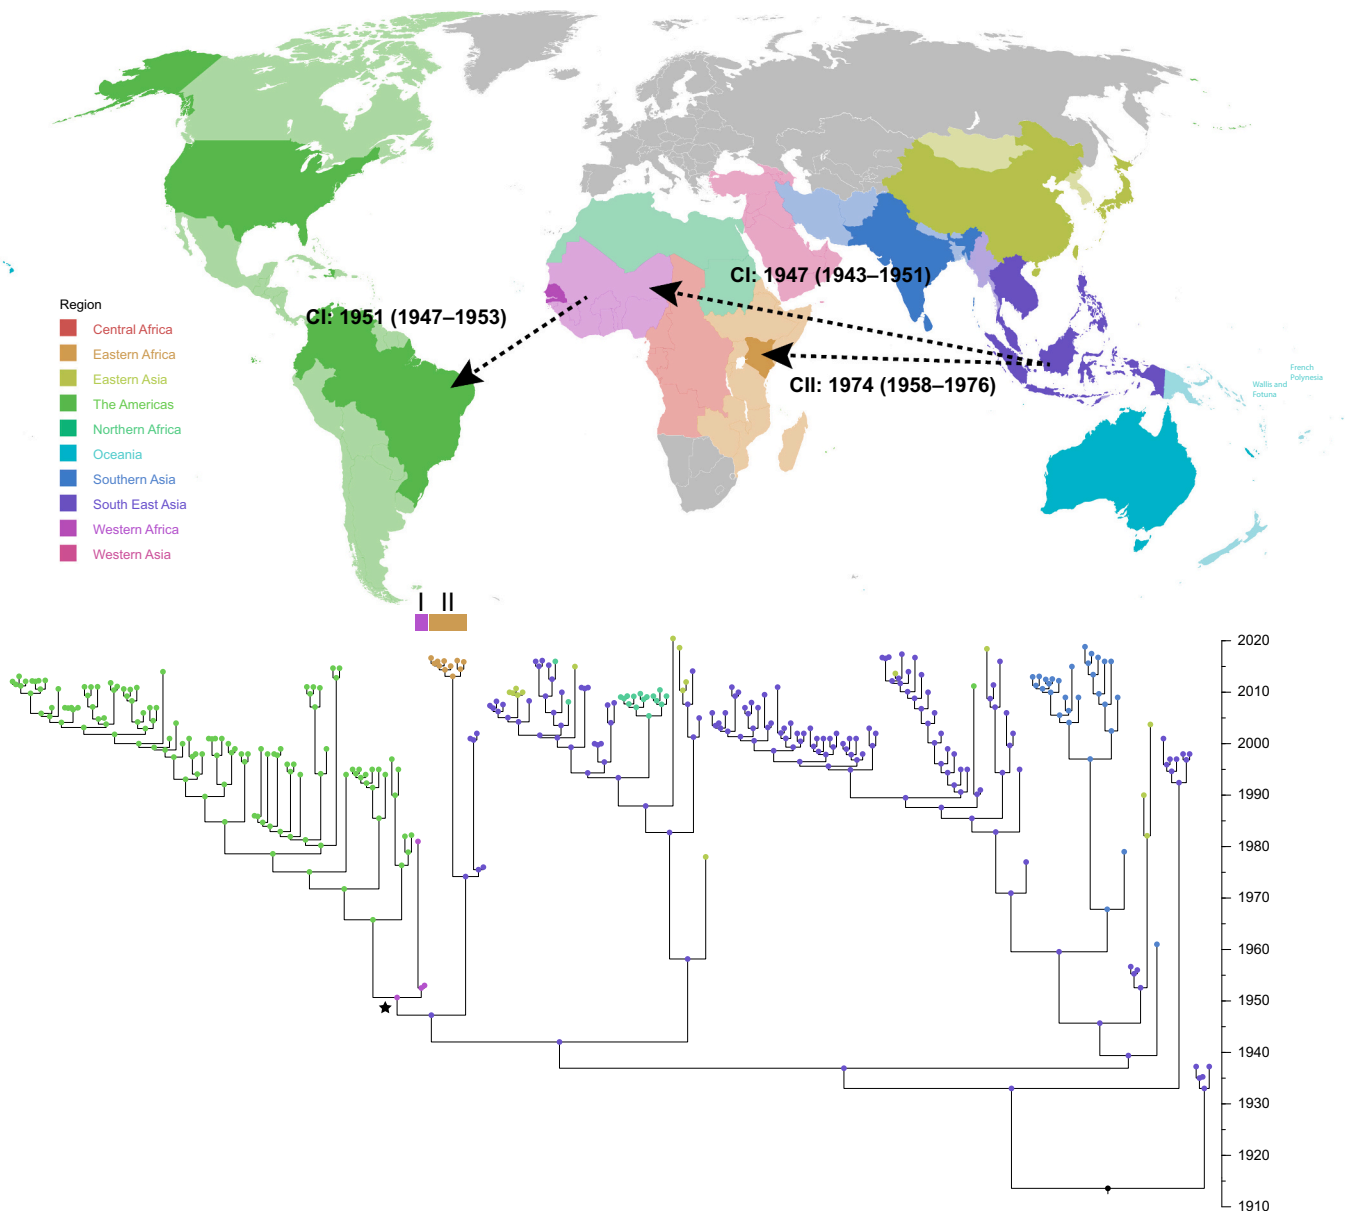 CI: 1947 (1943–1951)
CI: 1951 (1947–1953)
CII: 1974 (1958–1976)
French
Polynesia
Wallis and
Fotuna
Region
Central Africa
Eastern Africa
Eastern Asia
The Americas
Northern Africa
Oceania
Southern Asia
South East Asia
Western Africa
Western Asia
I II
2020
2010
2000
1990
1980
1970
1960
1950
1940
1930
1920
1910